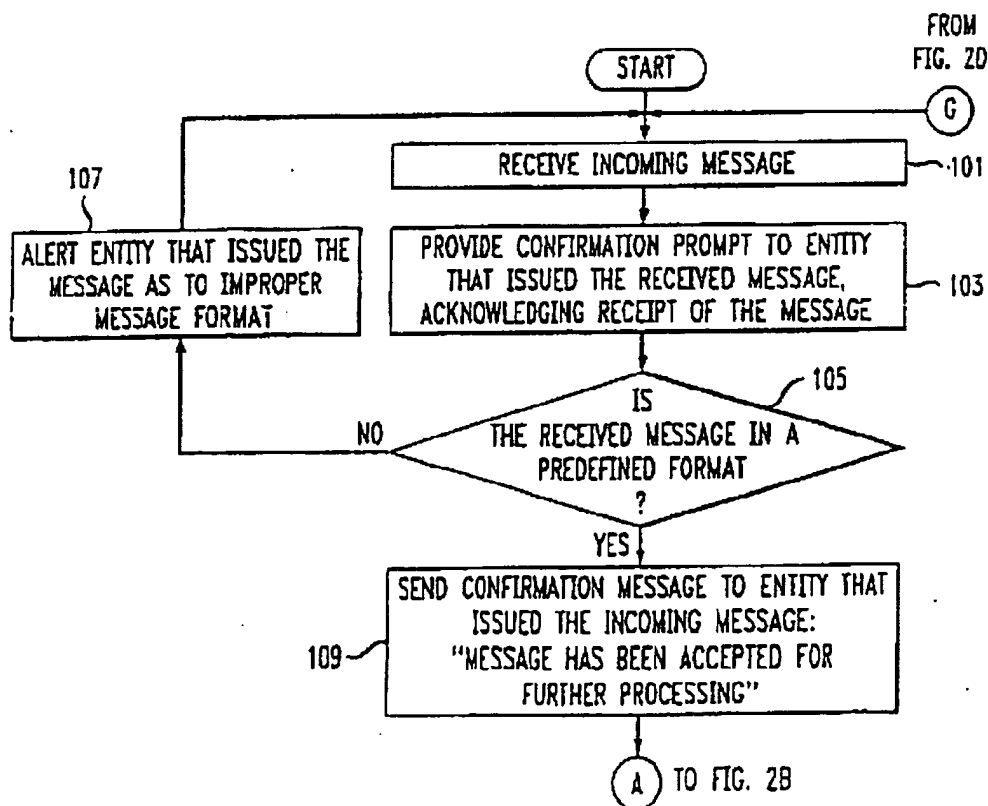 FROM
FIG. 2D
START
G
RECEIVE INCOMING MESSAGE
101
107
ALERT ENTITY THAT ISSUED THE
MESSAGE AS TO IMPROPER
MESSAGE FORMAT
PROVIDE CONFIRMATION PROMPT TO ENTITY
THAT ISSUED THE RECEIVED MESSAGE,
ACKNOWLEDGING RECEIPT OF THE MESSAGE
103
105
IS
THE RECEIVED MESSAGE IN A
PREDEFINED FORMAT
?
NO
YES
SEND CONFIRMATION MESSAGE TO ENTITY THAT
ISSUED THE INCOMING MESSAGE:
"MESSAGE HAS BEEN ACCEPTED FOR
FURTHER PROCESSING"
109
A
TO FIG. 2B